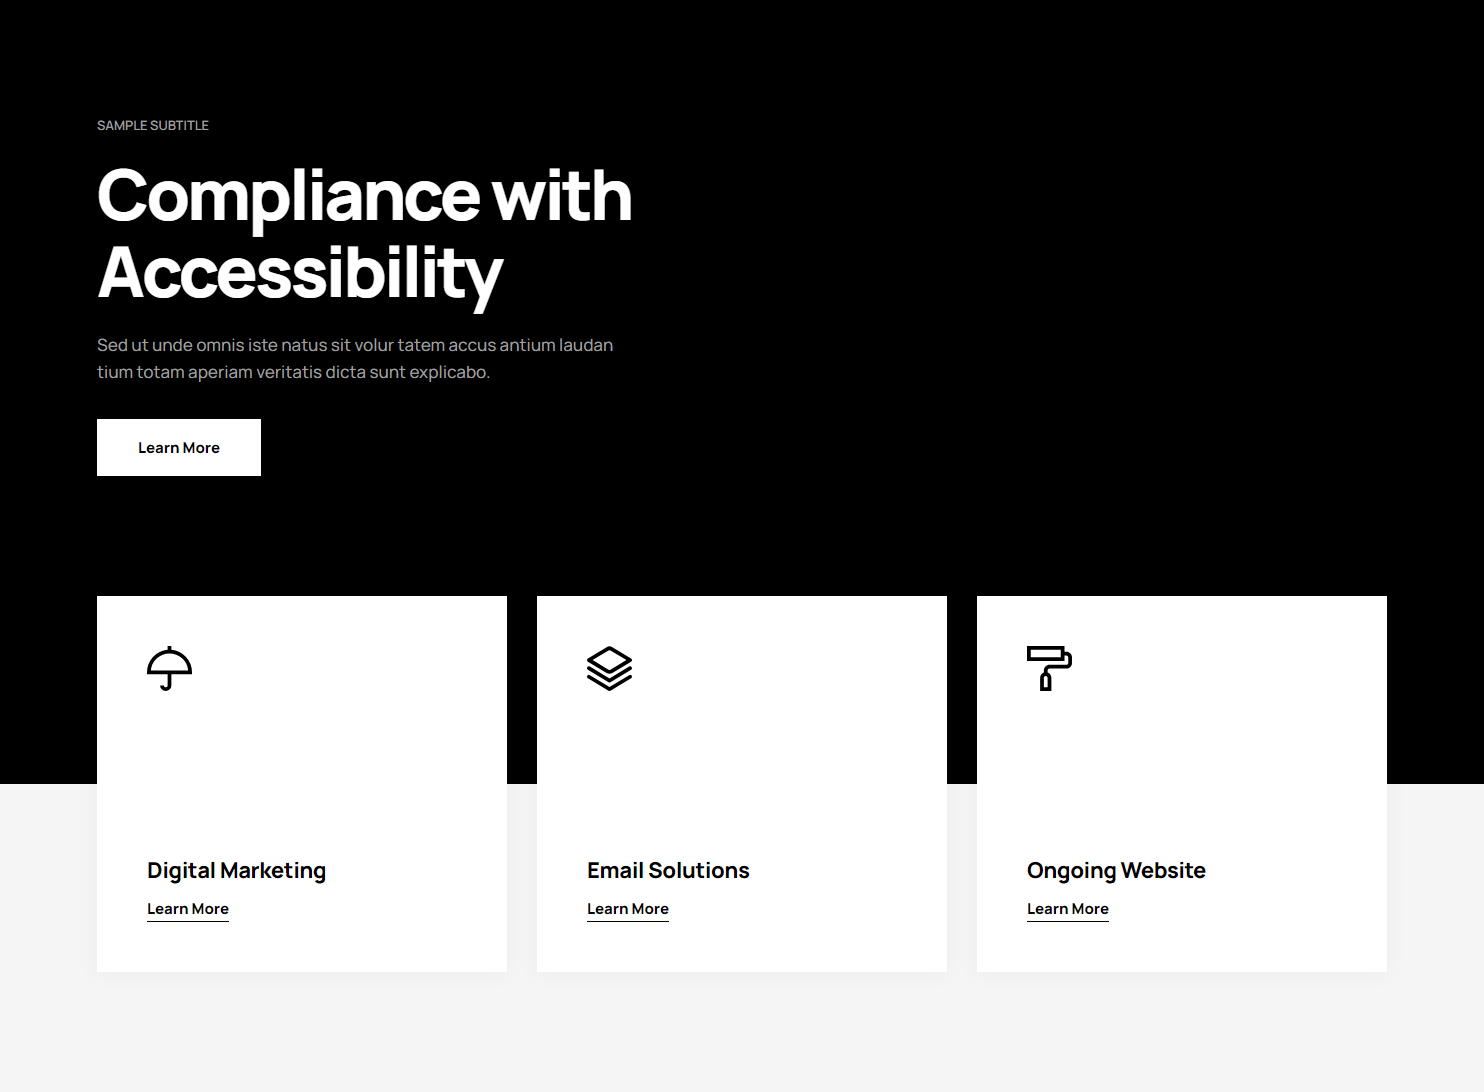 SAMPLE SUBTITLE
Compliance with
Accessibility
Sed ut unde omnis iste natus sit volur tatem accus antium laudan
tium totam aperiam veritatis dicta sunt explicabo.
Learn More
Digital Marketing
Learn More
Email Solutions
Learn More
Ongoing Website
Learn More